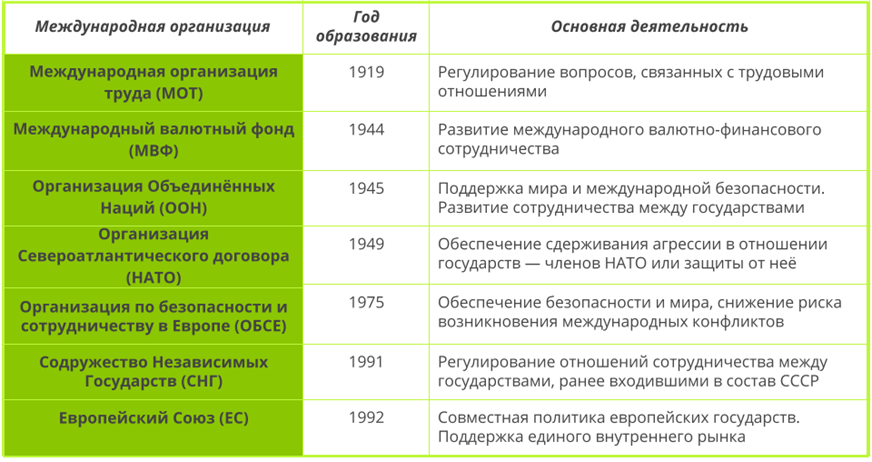 Международная организация
Год
образования
Основная деятельность
Международная организация
труда (МОТ)
1919
Регулирование вопросов, связанных с трудовыми
отношениями
Международный валютный фонд
(МВФ)
1944
Развитие международного валютно-финансового
сотрудничества
Организация Объединённых
Наций (ООН)
1945
Поддержка мира и международной безопасности.
Развитие сотрудничества между государствами
Организация
Североатлантического договора
(НАТО)
1949
Обеспечение сдерживания агрессии в отношении
государств — членов НАТО или защиты от неё
Организация по безопасности и
сотрудничеству в Европе (ОБСЕ)
1975
Обеспечение безопасности и мира, снижение риска
возникновения международных конфликтов
Содружество Независимых
Государств (СНГ)
1991
Регулирование отношений сотрудничества между
государствами, ранее входившими в состав СССР
Европейский Союз (ЕС)
1992
Совместная политика европейских государств.
Поддержка единого внутреннего рынка